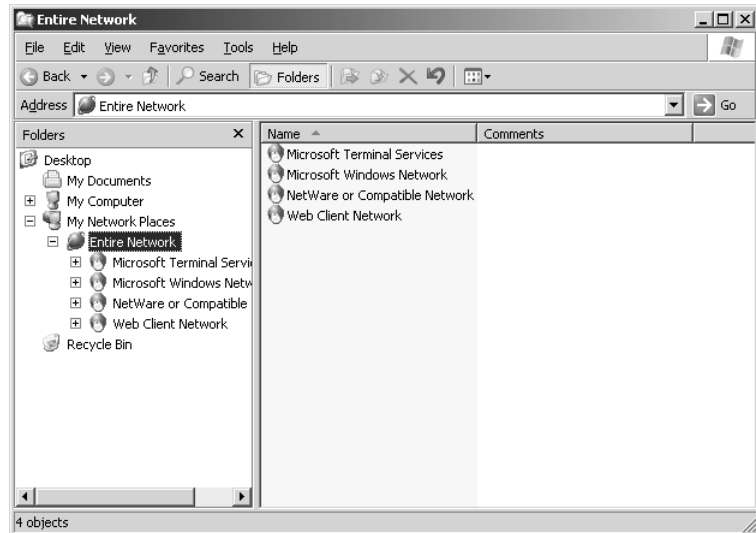 Entire Network
File Edit View Favorites Tools Help
Back Search Folders
Address Entire Network Go
Folders
Desktop
My Documents
My Computer
My Network Places
Entire Network
Microsoft Terminal Servi
Microsoft Windows Netw
NetWare or Compatible
Web Client Network
Recycle Bin
Name Comments
Microsoft Terminal Services
Microsoft Windows Network
NetWare or Compatible Network
Web Client Network
4 objects